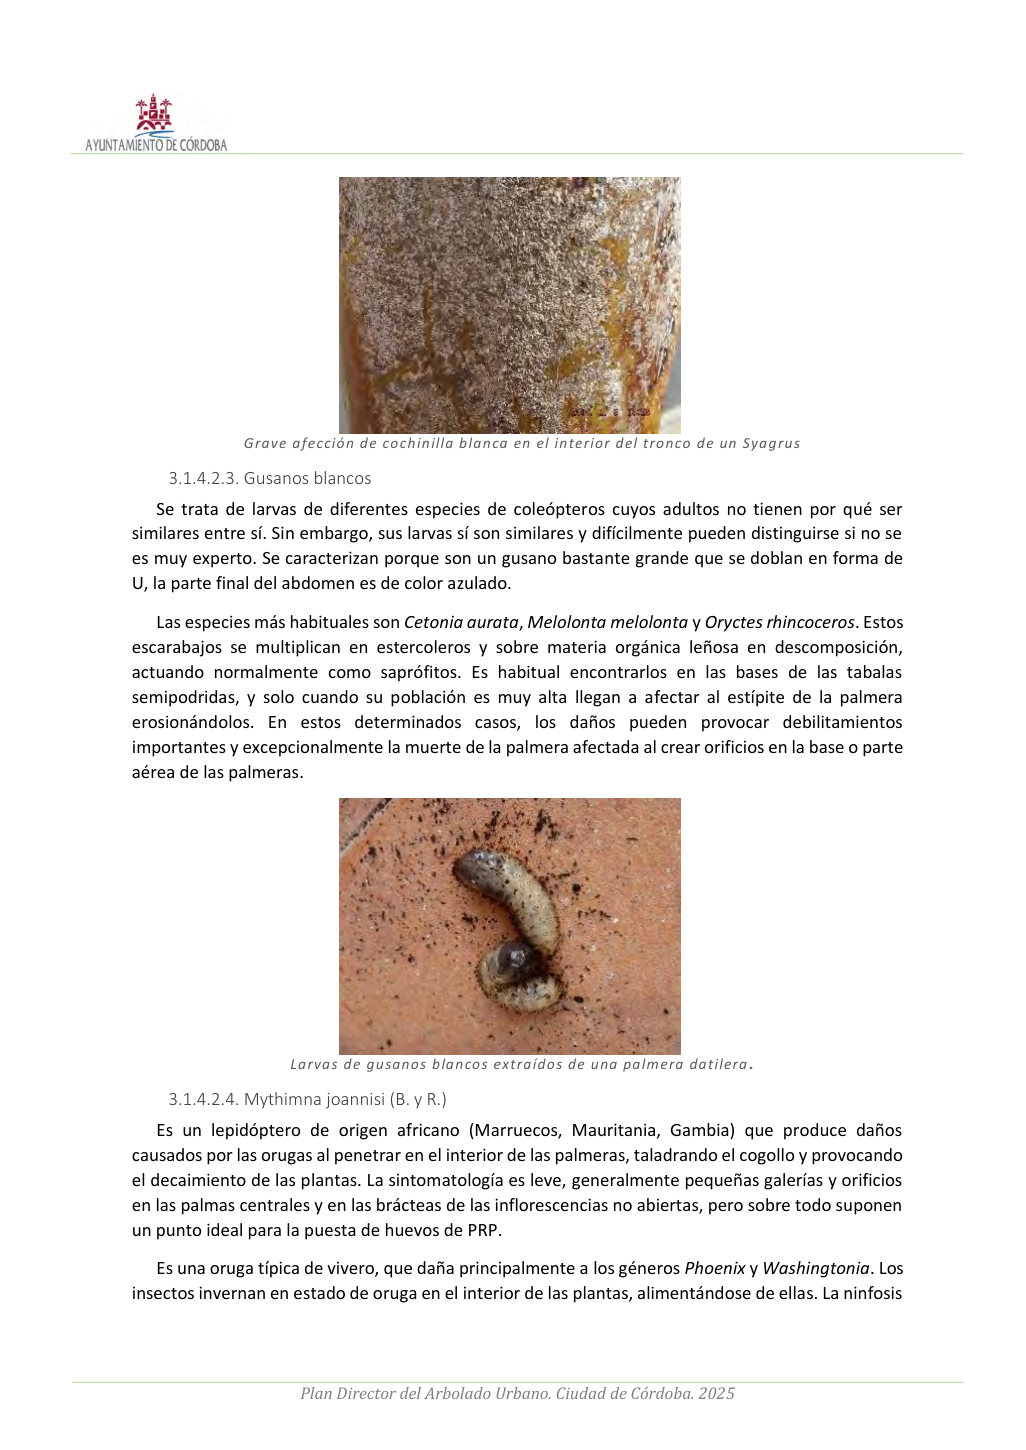 AYUNTAMIENTO DE CÓRDOBA
Grave afección de cochinilla blanca en el interior del tronco de un Syagrus
3.1.4.2.3. Gusanos blancos
Se trata de larvas de diferentes especies de coleópteros cuyos adultos no tienen por qué ser
similares entre sí. Sin embargo, sus larvas sí son similares y difícilmente pueden distinguirse si no se
es muy experto. Se caracterizan porque son un gusano bastante grande que se doblan en forma de
U, la parte final del abdomen es de color azulado.
Las especies más habituales son Cetonia aurata, Melolonta melolonta y Oryctes rhincoceros. Estos
escarabajos se multiplican en estercoleros y sobre materia orgánica leñosa en descomposición,
actuando normalmente como saprófitos. Es habitual encontrarlos en las bases de las tabalas
semipodridas, y solo cuando su población es muy alta llegan a afectar al estípite de la palmera
erosionándolos. En estos determinados casos, los daños pueden provocar debilitamientos
importantes y excepcionalmente la muerte de la palmera afectada al crear orificios en la base o parte
aérea de las palmeras.
Larvas de gusanos blancos extraídos de una palmera datilera.
3.1.4.2.4. Mythimna joannisi (B. y R.)
Es un lepidóptero de origen africano (Marruecos, Mauritania, Gambia) que produce daños
causados por las orugas al penetrar en el interior de las palmeras, taladrando el cogollo y provocando
el decaimiento de las plantas. La sintomatología es leve, generalmente pequeñas galerías y orificios
en las palmas centrales y en las brácteas de las inflorescencias no abiertas, pero sobre todo suponen
un punto ideal para la puesta de huevos de PRP.
Es una oruga típica de vivero, que daña principalmente a los géneros Phoenix y Washingtonia. Los
insectos invernan en estado de oruga en el interior de las plantas, alimentándose de ellas. La ninfosis
Plan Director del Arbolado Urbano. Ciudad de Córdoba. 2025